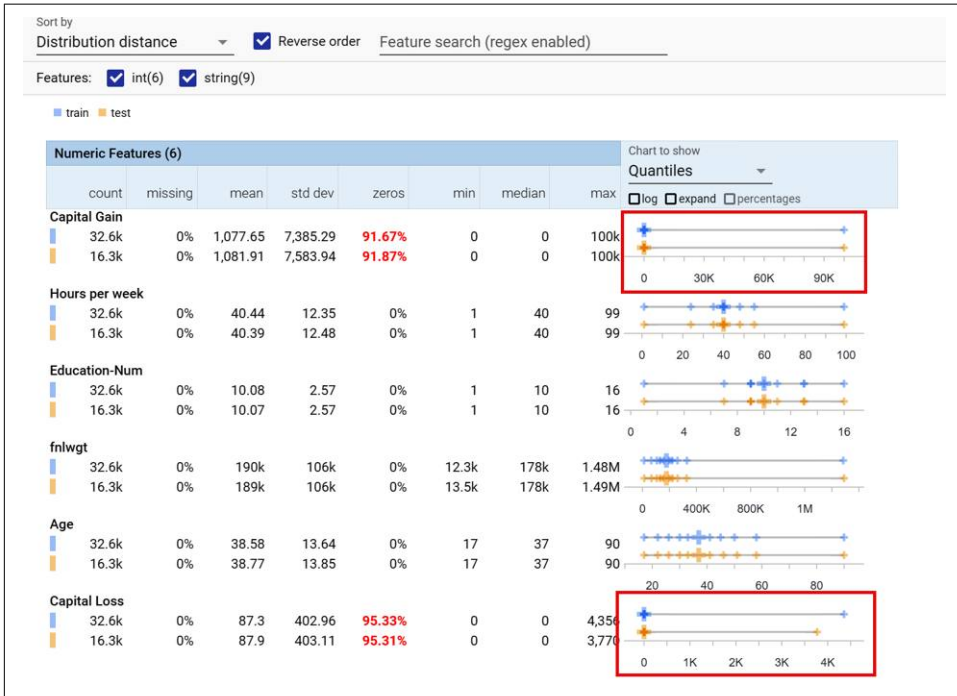 Sort by
Distribution distance Reverse order Feature search (regex enabled)
Features: int(6) string(9)
train test
Numeric Features (6) Chart to show
Quantiles
count missing mean std dev zeros min median max log expand percentages
Capital Gain
32.6k 0% 1,077.65 7,385.29 91.67% 0 0 100k
16.3k 0% 1,081.91 7,583.94 91.87% 0 0 100k
0 30K 60K 90K
Hours per week
32.6k 0% 40.44 12.35 0% 1 40 99
16.3k 0% 40.39 12.48 0% 1 40 99
0 20 40 60 80 100
Education-Num
32.6k 0% 10.08 2.57 0% 1 10 16
16.3k 0% 10.07 2.57 0% 1 10 16
0 4 8 12 16
fnlwgt
32.6k 0% 190k 106k 0% 12.3k 178k 1.48M
16.3k 0% 189k 106k 0% 13.5k 178k 1.49M
0 400K 800K 1M
Age
32.6k 0% 38.58 13.64 0% 17 37 90
16.3k 0% 38.77 13.85 0% 17 37 90
20 40 60 80
Capital Loss
32.6k 0% 87.3 402.96 95.33% 0 0 4,356
16.3k 0% 87.9 403.11 95.31% 0 0 3,770
0 1K 2K 3K 4K